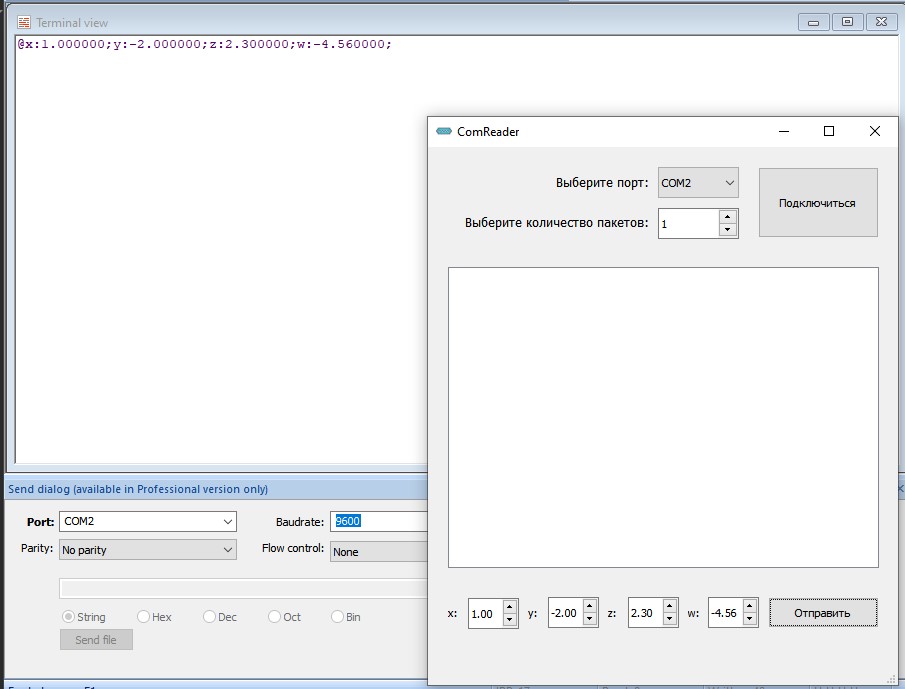 Terminal view
@x:1.000000;y:-2.000000;z:2.300000;w:-4.560000;
ComReader
Выберите порт: COM2
Подключиться
Выберите количество пакетов: 1
Send dialog (available in Professional version only)
Port: COM2 Baudrate: 9600
Parity: No parity Flow control: None
String Hex Dec Oct Bin
Send file
x: 1.00 y: -2.00 z: 2.30 w: -4.56 Отправить